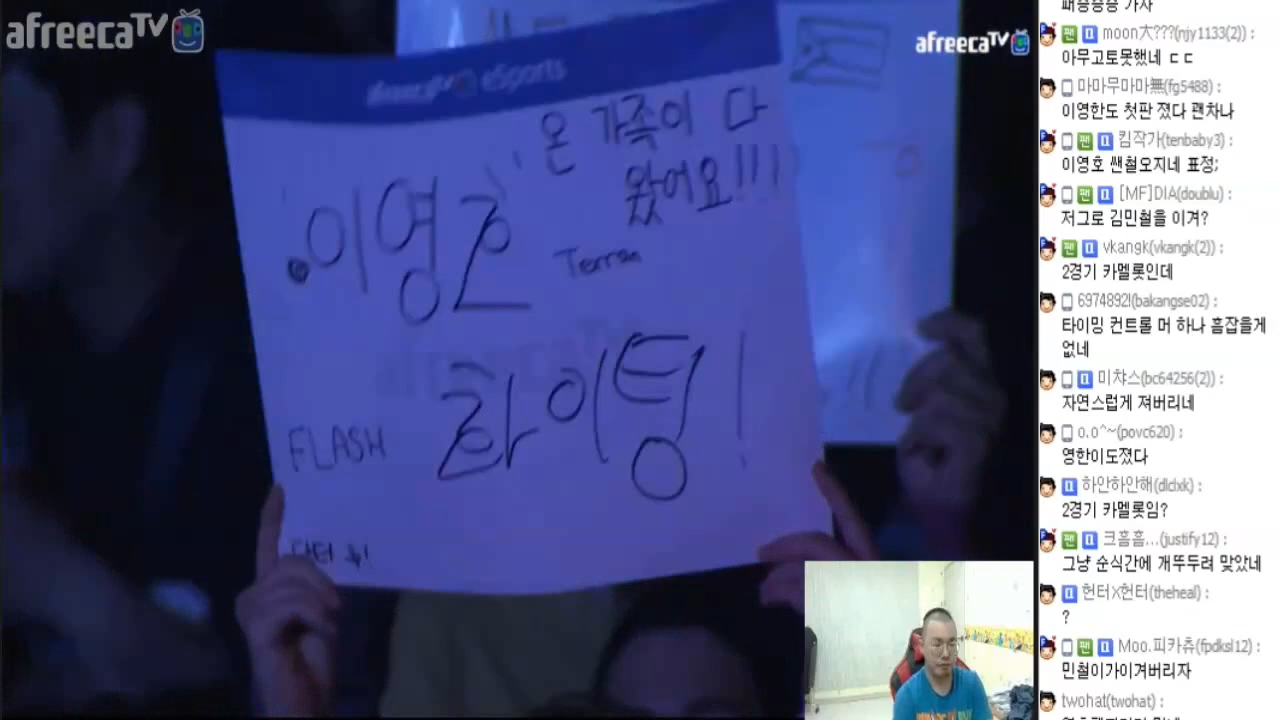 afreecaTV
afreecaTV
afreecaTV eSports
온 가족이 다
왔어요!!!
이영호
Terran
FLASH
화이팅!
패승승승 가자
moon大???(njy1133(2)) :
아무고토못했네 ㄷㄷ
마마무마마無(fg5488) :
이영한도 첫판 졌다 괜차나
킴작가(tenbaby3) :
이영호 쌘철오지네 표정;
[MF]DIA(doublu) :
저그로 김민철을 이겨?
vkangk(vkangk(2)) :
2경기 카멜롯인데
6974892!(bakangse02) :
타이밍 컨트롤 머 하나 흠잡을게
없네
미챠스(bc64256(2)) :
자연스럽게 져버리네
o.o^~(povc620) :
영한이도졌다
하안하안해(dlclxk) :
2경기 카멜롯임?
크흠흠...(justify12) :
그냥 순식간에 개뚜두려 맞았네
헌터X헌터(theheal) :
?
Moo.피카츄(fpdksl12) :
민철이가이겨버리자
twohat(twohat) :